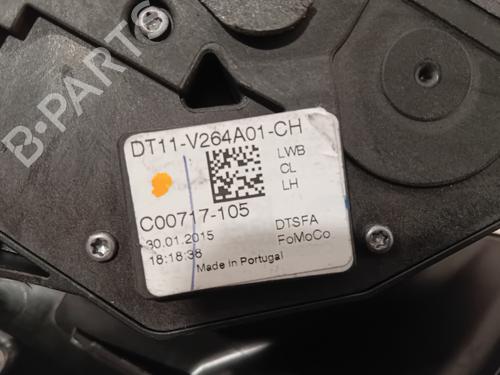 B-PARTS
DT11-V264A01-CH
LWB
CL
LH
C00717-105
30.01.2015
18:18:38
DTSFA
FoMoCo
Made in Portugal